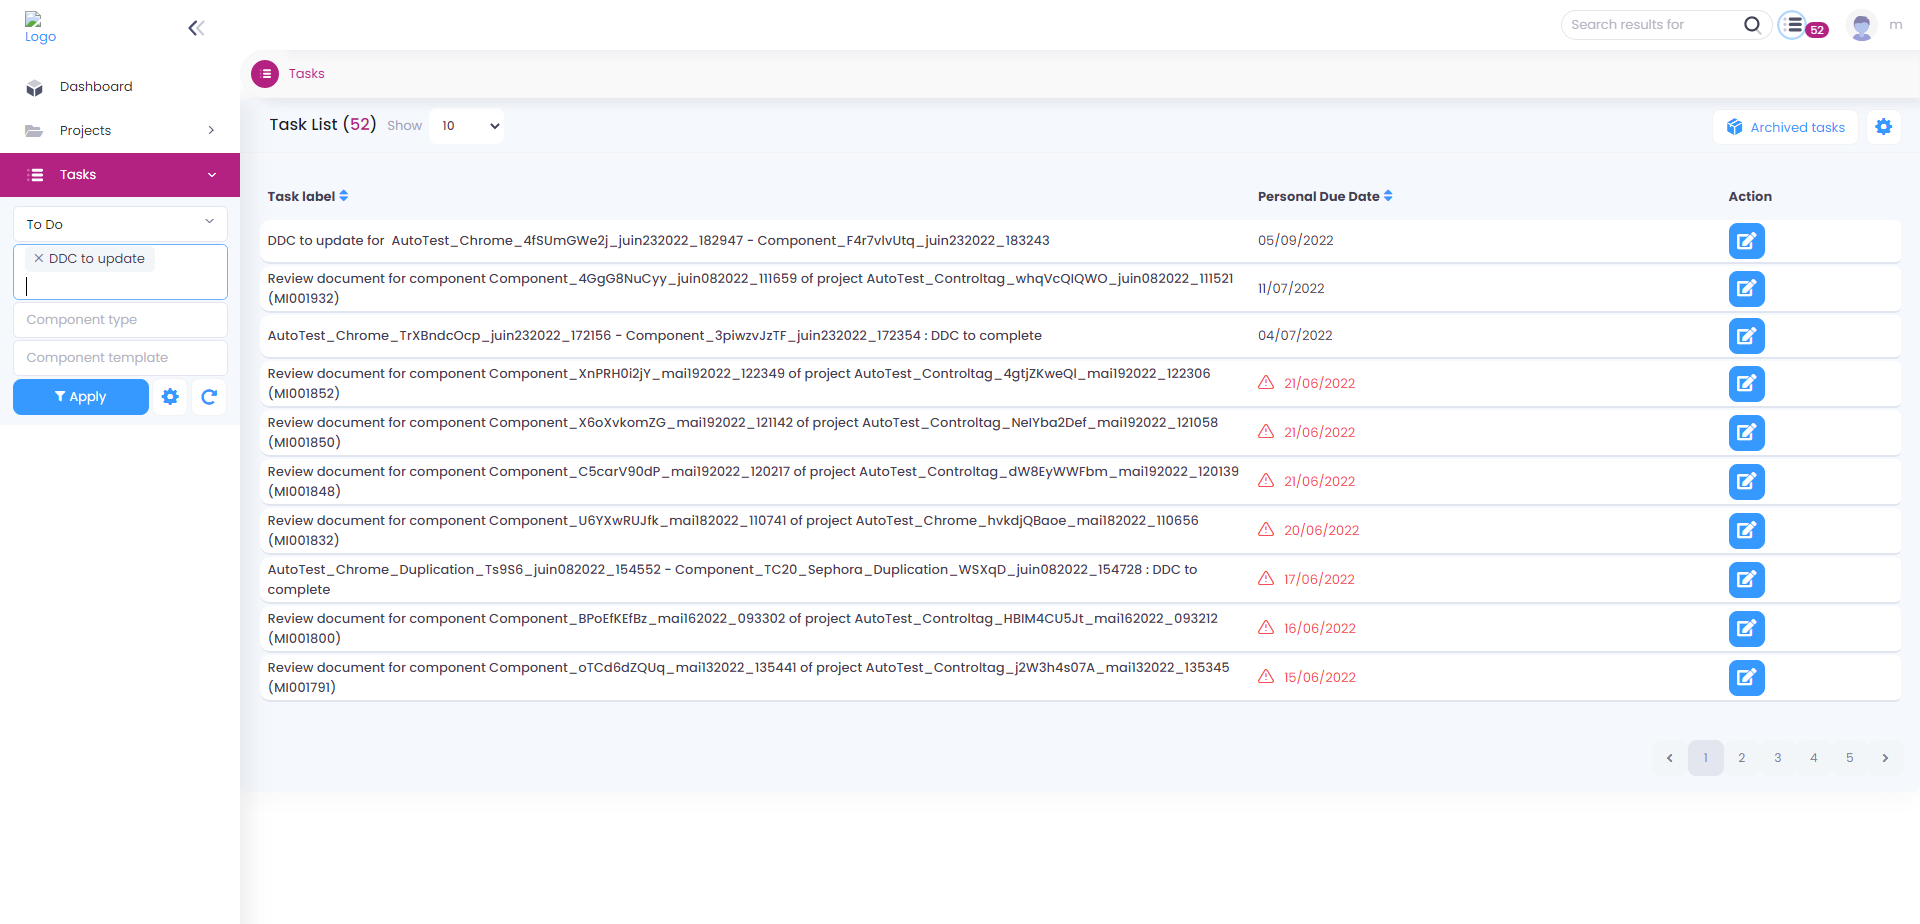 Logo
Search results for
52
m
Dashboard
Projects
Tasks
To Do
DDC to update
Component type
Component template
Apply
Tasks
Task List (52) Show 10
Archived tasks
Task label Personal Due Date Action
DDC to update for AutoTest_Chrome_4fSUmGWe2j_juin232022_182947 - Component_F4r7vlvUtq_juin232022_183243 05/09/2022
Review document for component Component_4GgG8NuCyy_juin082022_111659 of project AutoTest_Controltag_whqVcQIQWO_juin082022_111521
(MI001932)
11/07/2022
AutoTest_Chrome_TrXBndcOcp_juin232022_172156 - Component_3piwzvJzTF_juin232022_172354 : DDC to complete 04/07/2022
Review document for component Component_XnPRH0i2jY_mai192022_122349 of project AutoTest_Controltag_4gtjZKweQI_mai192022_122306
(MI001852)
21/06/2022
Review document for component Component_X6oXvkomZG_mai192022_121142 of project AutoTest_Controltag_NeIYba2Def_mai192022_121058
(MI001850)
21/06/2022
Review document for component Component_C5carV90dP_mai192022_120217 of project AutoTest_Controltag_dW8EyWWFbm_mai192022_120139
(MI001848)
21/06/2022
Review document for component Component_U6YXwRUJfk_mai182022_110741 of project AutoTest_Chrome_hvkdjQBaoe_mai182022_110656
(MI001832)
20/06/2022
AutoTest_Chrome_Duplication_Ts9S6_juin082022_154552 - Component_TC20_Sephora_Duplication_WSXqD_juin082022_154728 : DDC to
complete
17/06/2022
Review document for component Component_BPoEfKEfBz_mai162022_093302 of project AutoTest_Controltag_HBIM4CU5Jt_mai162022_093212
(MI001800)
16/06/2022
Review document for component Component_oTCd6dZQUq_mai132022_135441 of project AutoTest_Controltag_j2W3h4s07A_mai132022_135345
(MI001791)
15/06/2022
1 2 3 4 5